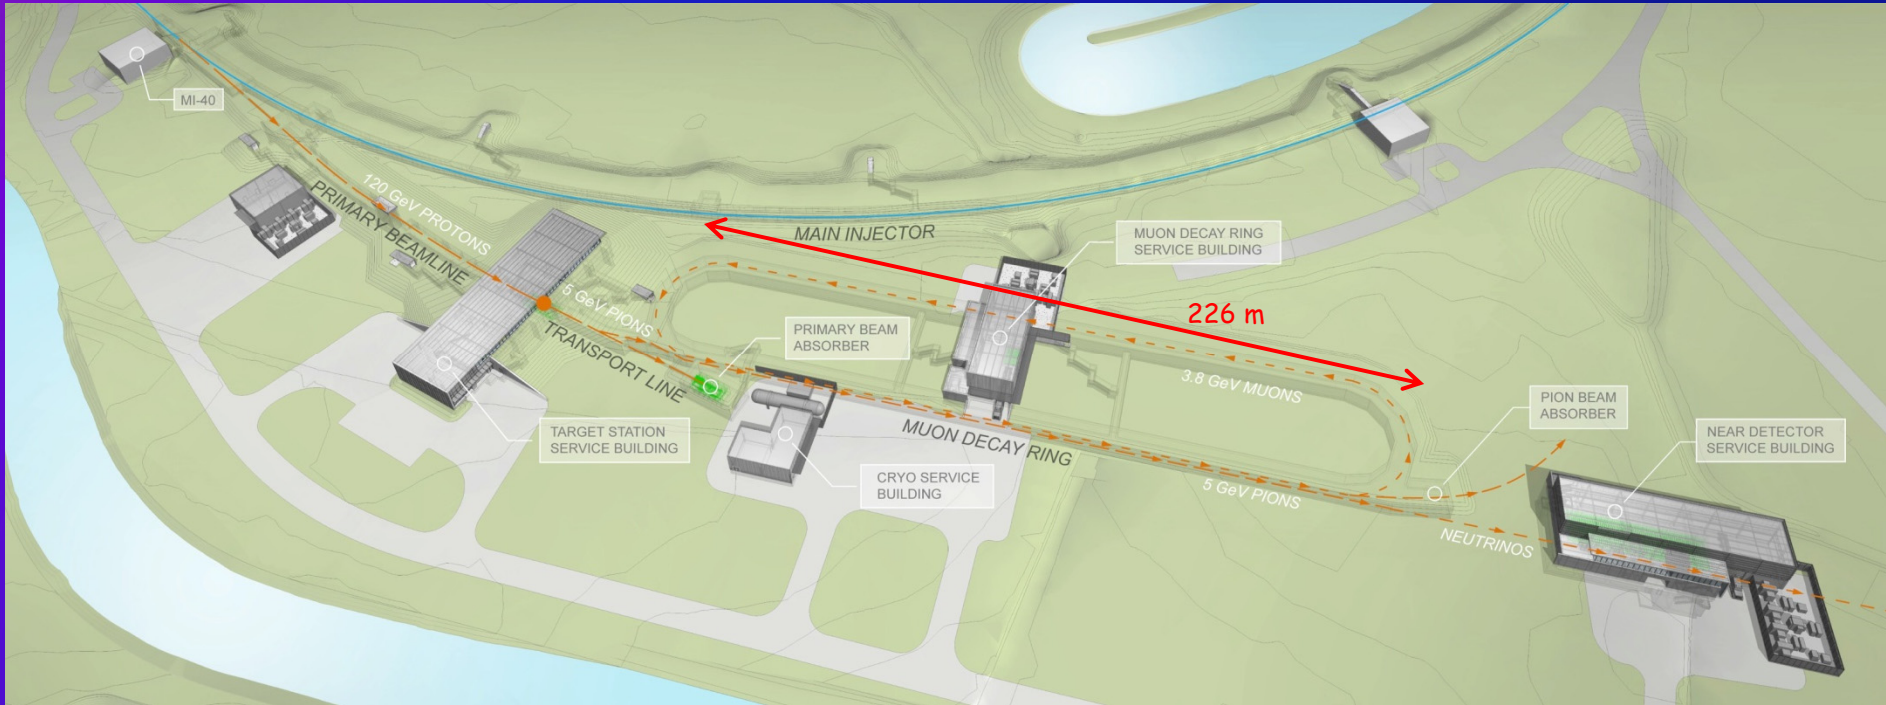 MI-40
120 GeV PROTONS
PRIMARY BEAMLINE
MAIN INJECTOR
MUON DECAY RING
SERVICE BUILDING
226 m
5 GeV PIONS
TRANSPORT LINE
PRIMARY BEAM
ABSORBER
3.8 GeV MUONS
PION BEAM
ABSORBER
TARGET STATION
SERVICE BUILDING
MUON DECAY RING
NEAR DETECTOR
SERVICE BUILDING
CRYO SERVICE
BUILDING
5 GeV PIONS
NEUTRINOS